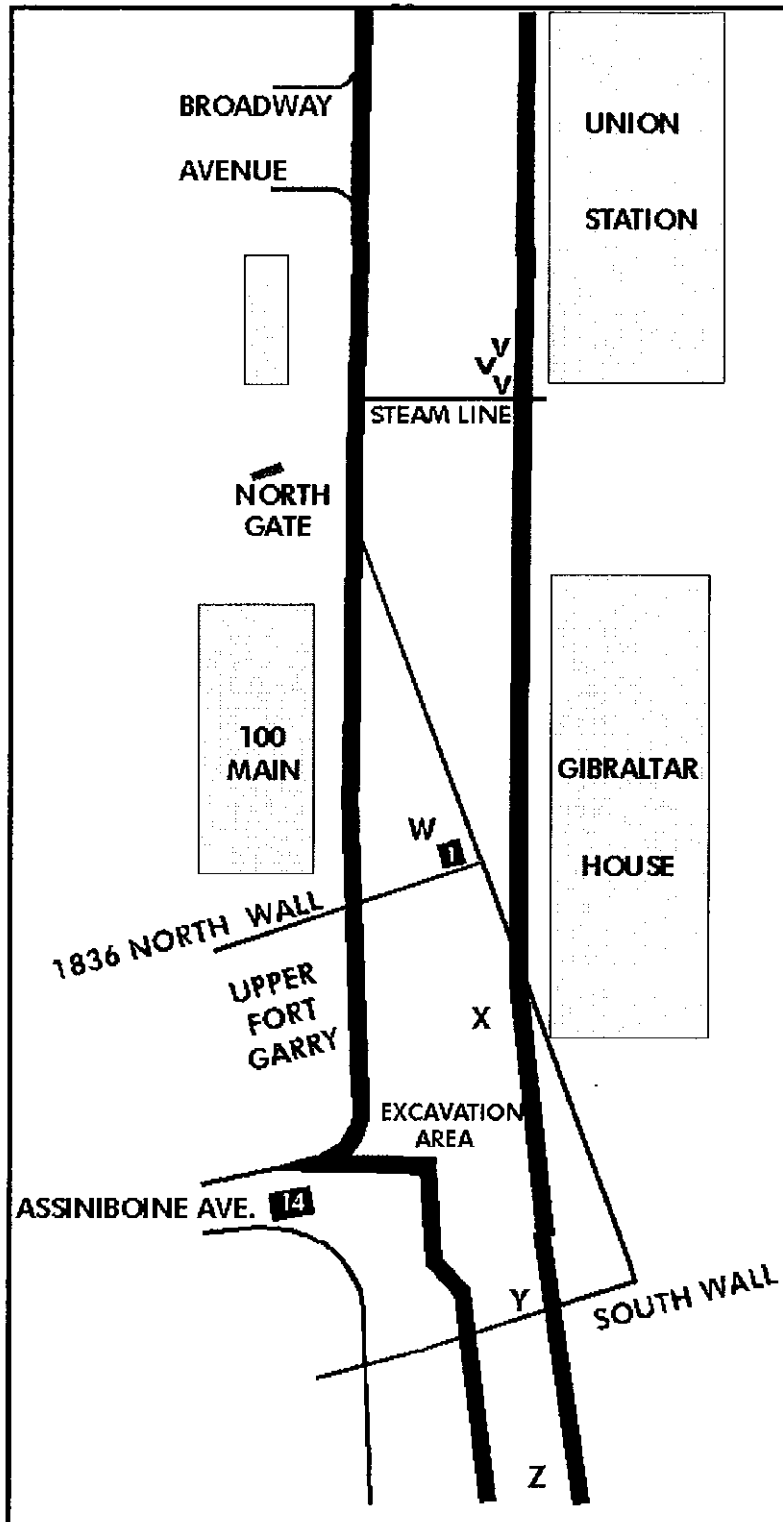 BROADWAY
AVENUE
UNION
STATION
V
V
V
STEAM LINE
NORTH
GATE
100
MAIN
GIBRALTAR
HOUSE
W
1
1836 NORTH WALL
UPPER
FORT
GARRY
X
EXCAVATION
AREA
ASSINIBOINE AVE. 14
Y
SOUTH WALL
Z